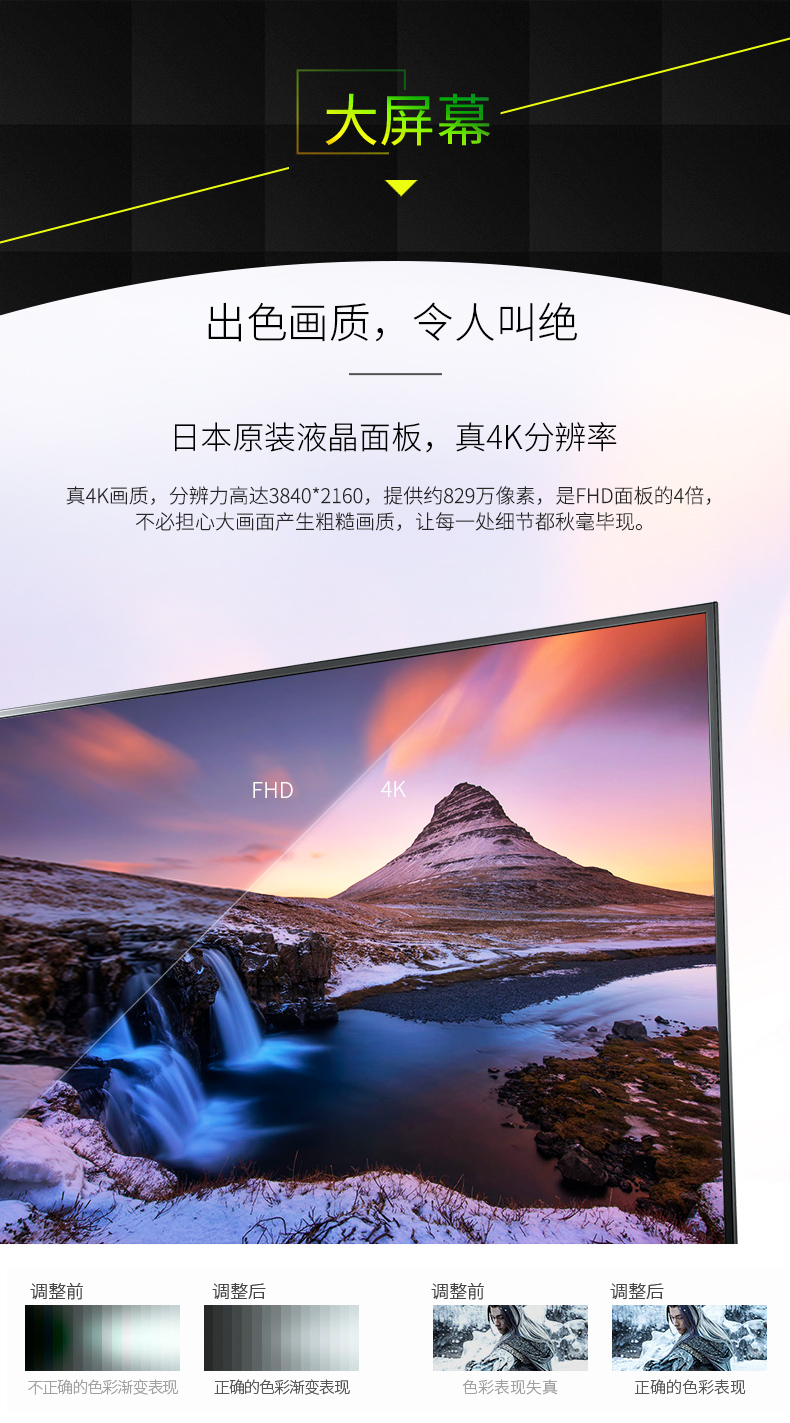 大屏幕
出色画质，令人叫绝
日本原装液晶面板，真4K分辨率
真4K画质，分辨力高达3840*2160，提供约829万像素，是FHD面板的4倍，
不必担心大画面产生粗糙画质，让每一处细节都秋毫毕现。
FHD
4K
调整前
调整后
调整前
调整后
不正确的色彩渐变表现
正确的色彩渐变表现
色彩表现失真
正确的色彩表现